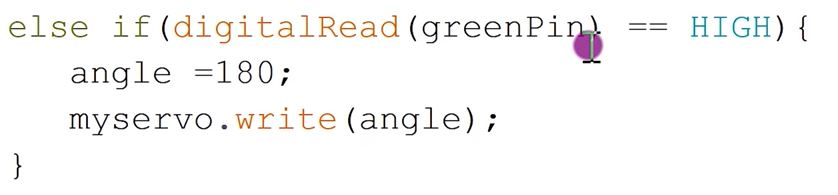 else if(digitalRead(greenPin) == HIGH){
angle =180;
myservo.write(angle);
}